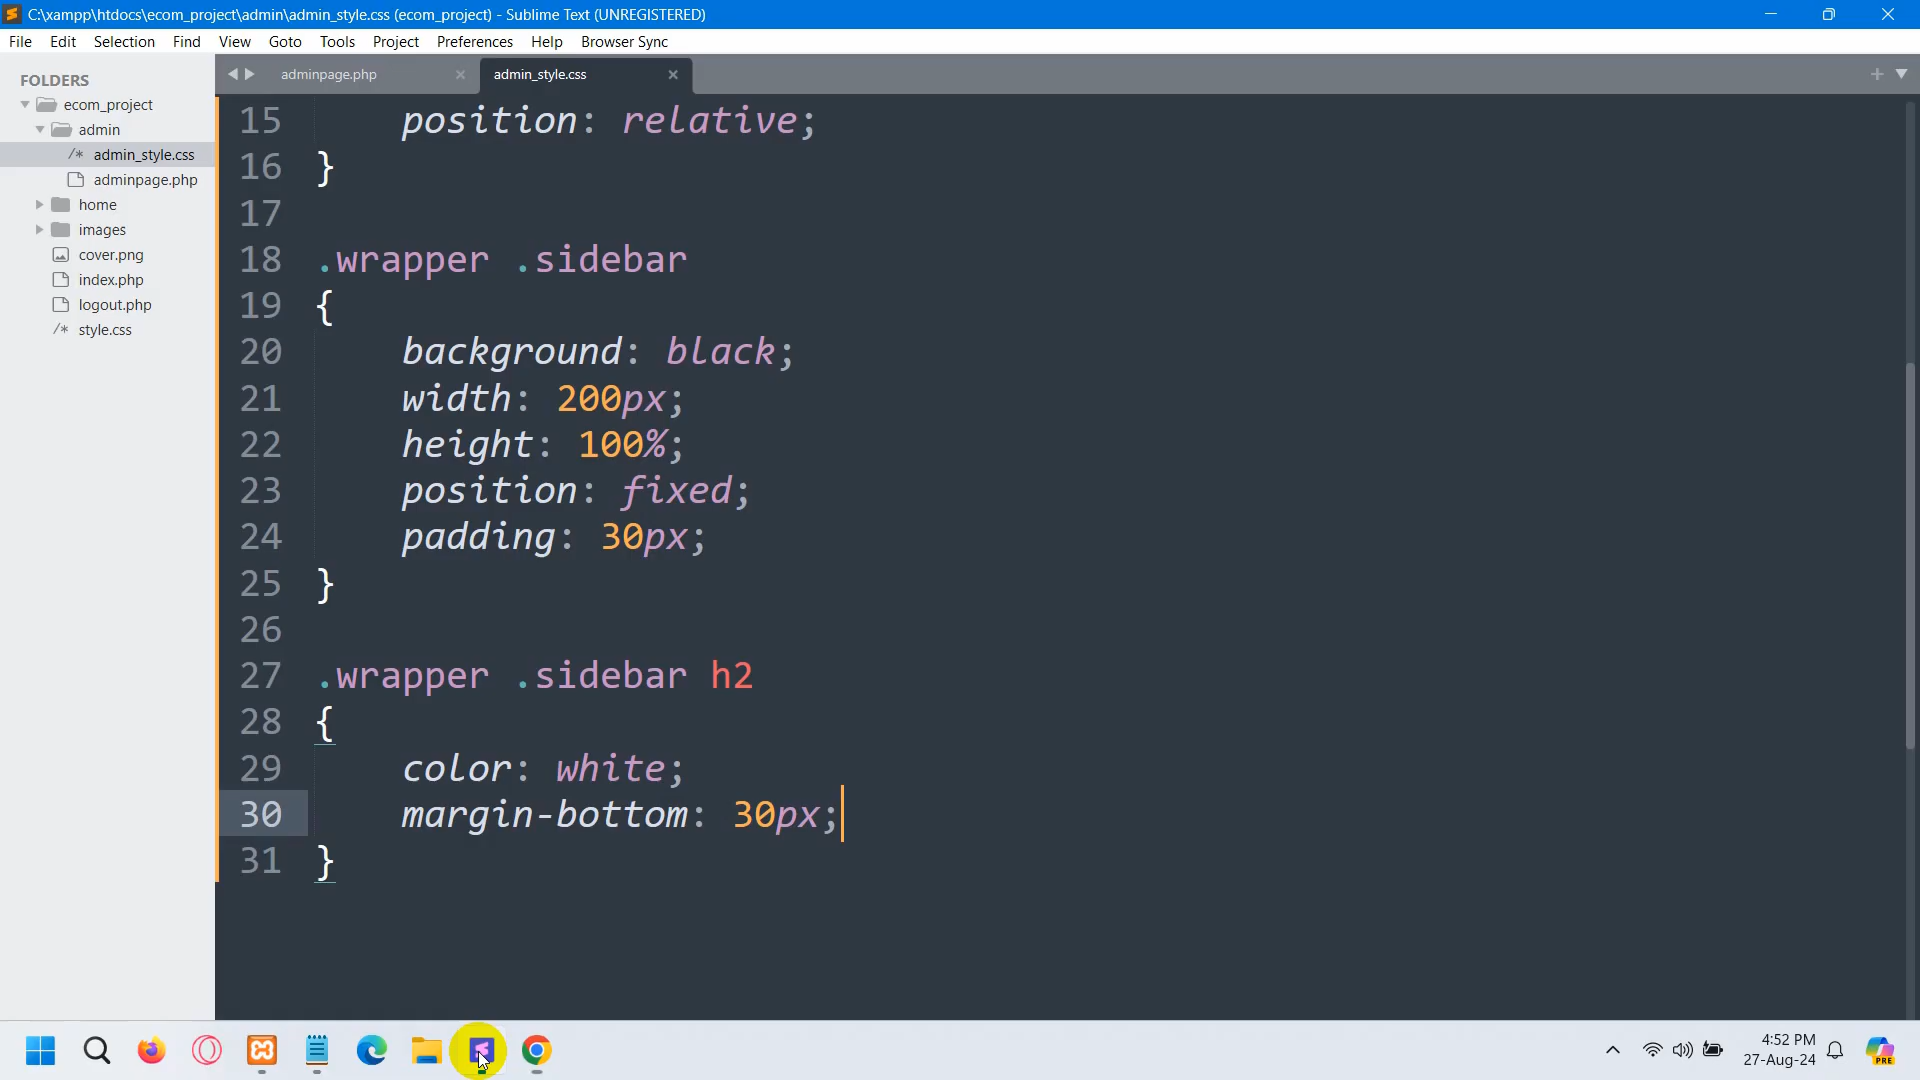 C:\xampp\htdocs\ecom_project\admin\admin_style.css (ecom_project) - Sublime Text (UNREGISTERED)
File Edit Selection Find View Goto Tools Project Preferences Help Browser Sync
FOLDERS
ecom_project
admin
/* admin_style.css
adminpage.php
home
images
cover.png
index.php
logout.php
/* style.css
adminpage.php
admin_style.css
15 position: relative;
16 }
17
18 .wrapper .sidebar
19 {
20 background: black;
21 width: 200px;
22 height: 100%;
23 position: fixed;
24 padding: 30px;
25 }
26
27 .wrapper .sidebar h2
28 {
29 color: white;
30 margin-bottom: 30px;
31 }
4:52 PM
27-Aug-24
PRE